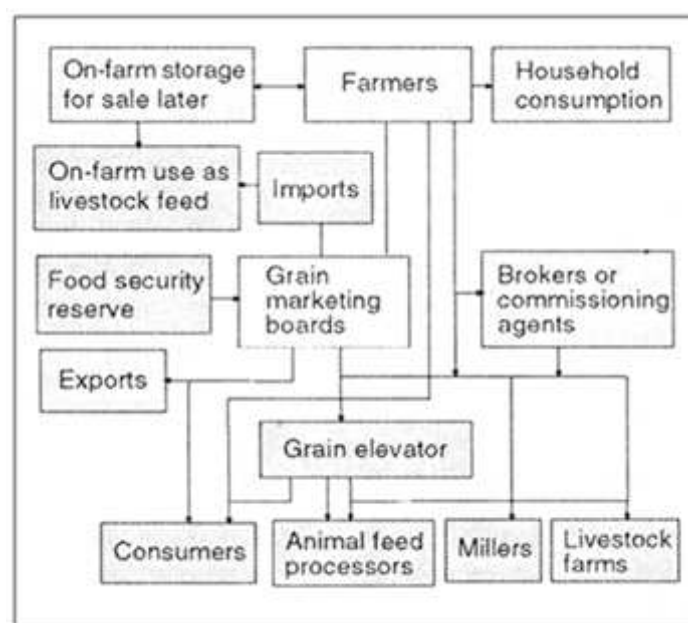 On-farm storage
for sale later
Farmers
Household
consumption
On-farm use as
livestock feed
Imports
Food security
reserve
Grain
marketing
boards
Brokers or
commissioning
agents
Exports
Grain elevator
Consumers
Animal feed
processors
Millers
Livestock
farms